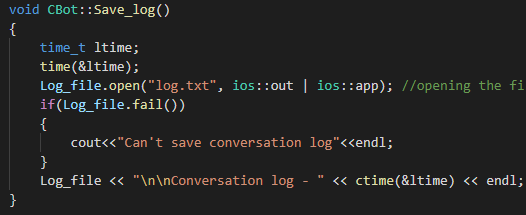 void CBot::Save_log()
{
    time_t ltime;
    time(&ltime);
    Log_file.open("log.txt", ios::out | ios::app); //opening the fi
    if(Log_file.fail())
    {
        cout<<"Can't save conversation log"<<endl;
    }
    Log_file << "\n\nConversation log - " << ctime(&ltime) << endl;
}